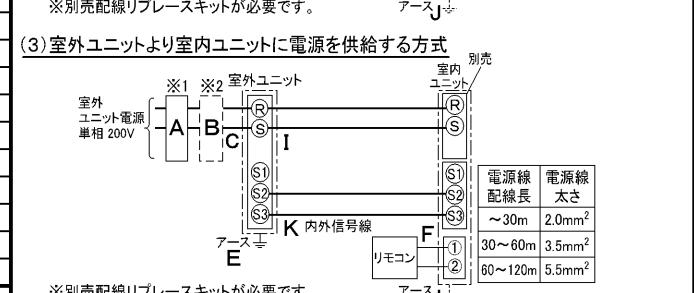 ※別売配線リプレースキットが必要です。
アース J
(3)室外ユニットより室内ユニットに電源を供給する方式
※1 ※2 室外ユニット
室内ユニット
別売
室外
ユニット電源
単相 200V
A B C
R R
S I S
S1 S1
S2 S2
S3 S3
K 内外信号線
アース
E
F
リモコン
①
②
電源線配線長 電源線太さ
～30m 2.0mm²
30～60m 3.5mm²
60～120m 5.5mm²
※別売配線リプレースキットが必要です
アース